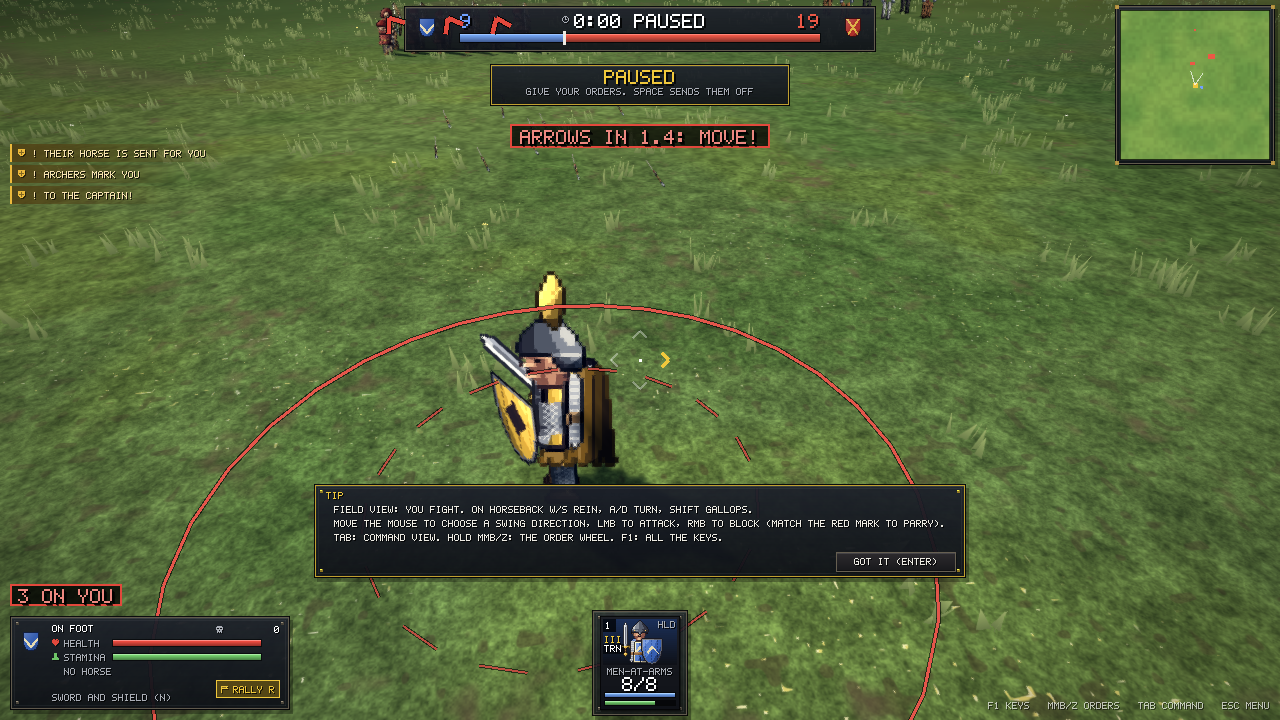 9 0:00 PAUSED 19
PAUSED
GIVE YOUR ORDERS. SPACE SENDS THEM OFF
ARROWS IN 1.4: MOVE!
! THEIR HORSE IS SENT FOR YOU
! ARCHERS MARK YOU
! TO THE CAPTAIN!
TIP
FIELD VIEW: YOU FIGHT. ON HORSEBACK W/S REIN, A/D TURN, SHIFT GALLOPS.
MOVE THE MOUSE TO CHOOSE A SWING DIRECTION, LMB TO ATTACK, RMB TO BLOCK (MATCH THE RED MARK TO PARRY).
TAB: COMMAND VIEW. HOLD MMB/Z: THE ORDER WHEEL. F1: ALL THE KEYS.
GOT IT (ENTER)
3 ON YOU
ON FOOT 0
HEALTH
STAMINA
NO HORSE
SWORD AND SHIELD (N)
RALLY R
1 HLD
III
TRN
MEN-AT-ARMS
8/8
F1 KEYS MMB/Z ORDERS TAB COMMAND ESC MENU